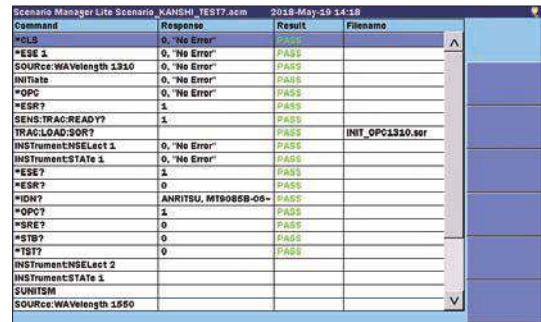 Scenario Manager Lite Scenario_KANSHI_TEST7.acm 2018-May-19 14:18
Command Response Result Filename
*CLS 0, "No Error" PASS
*ESE 1 0, "No Error" PASS
SOURce:WAVelength 1310 0, "No Error" PASS
INITiate 0, "No Error" PASS
*OPC 0, "No Error" PASS
*ESR? 1 PASS
SENS:TRAC:READY? 1 PASS
TRAC:LOAD:SOR? PASS INIT_OPC1310.sor
INSTrument:NSELect 1 0, "No Error" PASS
INSTrument:STATe 1 0, "No Error" PASS
*ESE? 1 PASS
*ESR? 0 PASS
*IDN? ANRITSU, MT9085B-06~ PASS
*OPC? 1 PASS
*SRE? 0 PASS
*STB? 0 PASS
*TST? 0 PASS
INSTrument:NSELect 2
INSTrument:STATe 1
SUNITSM
SOURce:WAVelength 1550